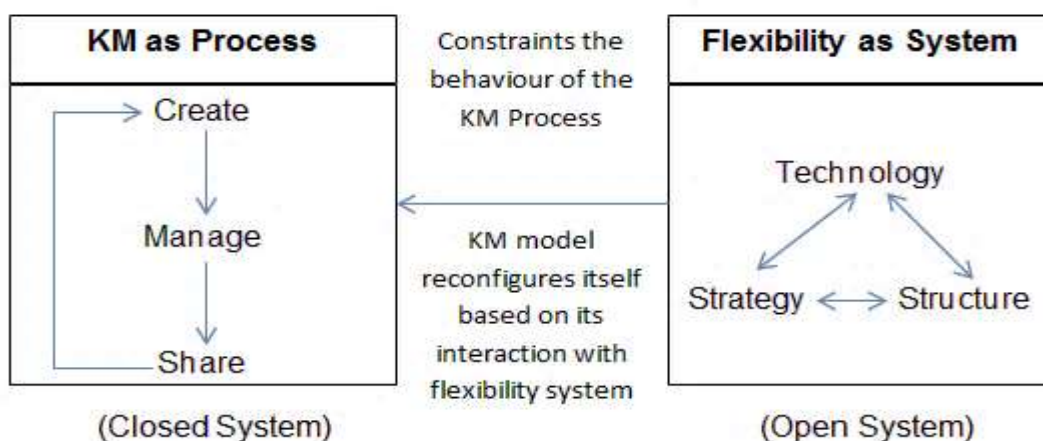 KM as Process
Create
Manage
Share
(Closed System)
Constraints the
behaviour of the
KM Process
KM model
reconfigures itself
based on its
interaction with
flexibility system
Flexibility as System
Technology
Strategy
Structure
(Open System)